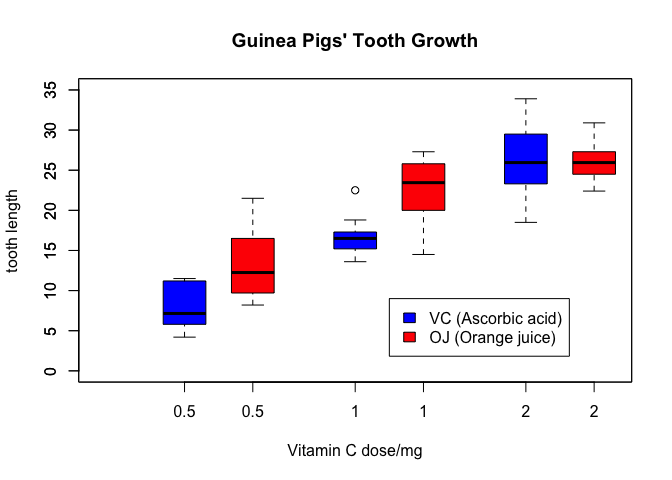 Guinea Pigs' Tooth Growth
35
30
25
20
15
10
5
0
tooth length
VC (Ascorbic acid)
OJ (Orange juice)
0.5 0.5 1 1 2 2
Vitamin C dose/mg